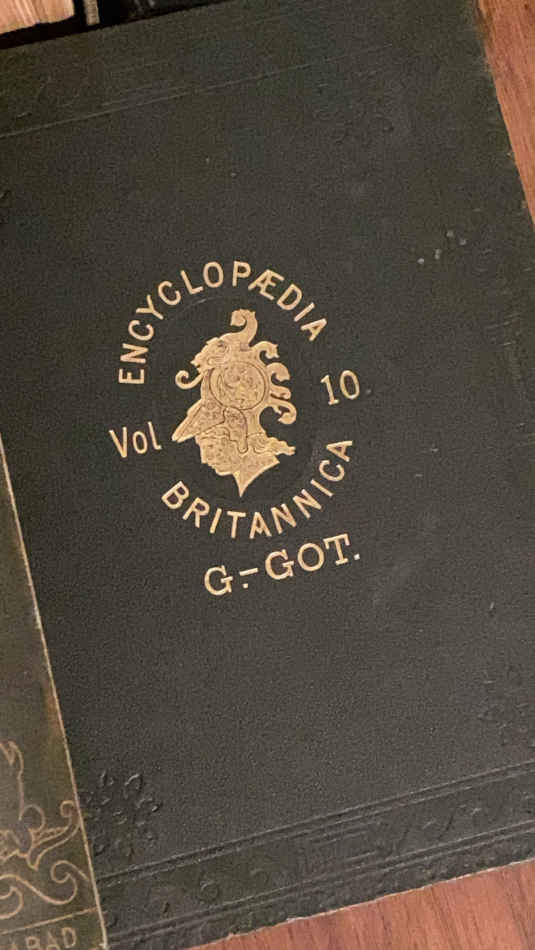 ENCYCLOPÆDIA
Vol 10.
BRITANNICA
G.-GOT.